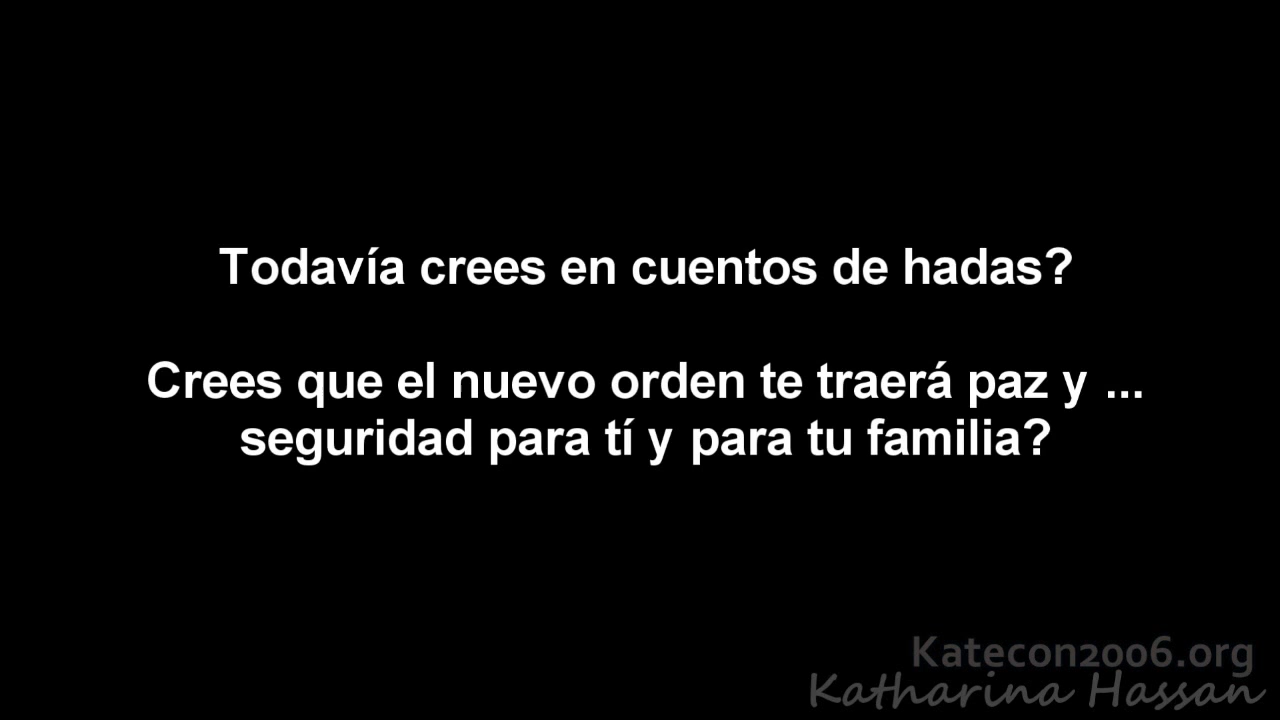 Todavía crees en cuentos de hadas?
Crees que el nuevo orden te traerá paz y ...
seguridad para tí y para tu familia?
Katecon2006.org
Katharina Hassan